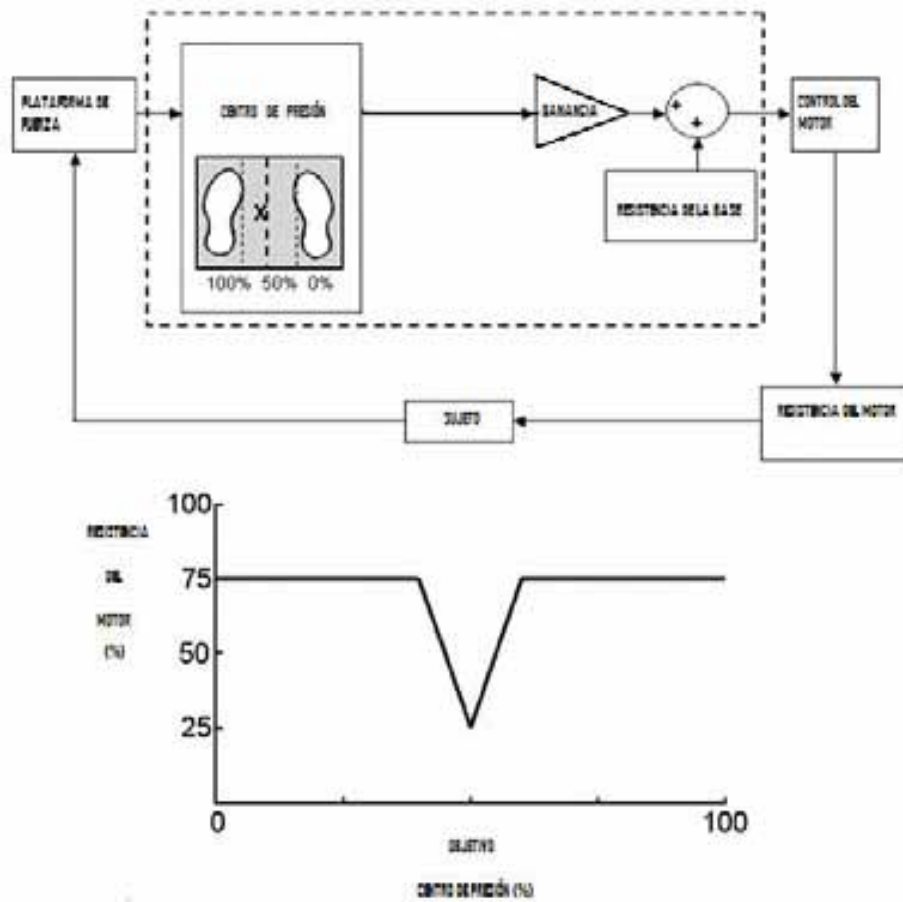 PLATAFORMA DE
FUERZA
CENTRO DE PRESIÓN
100% 50% 0%
X
GANANCIA
+
+
RESISTENCIA DE LA BASE
CONTROL DEL
MOTOR
RESISTENCIA DEL MOTOR
SUJETO
RESISTENCIA
DEL
MOTOR
(%)
100
75
50
25
0
100
OBJETIVO
CENTRO DE PRESIÓN (%)